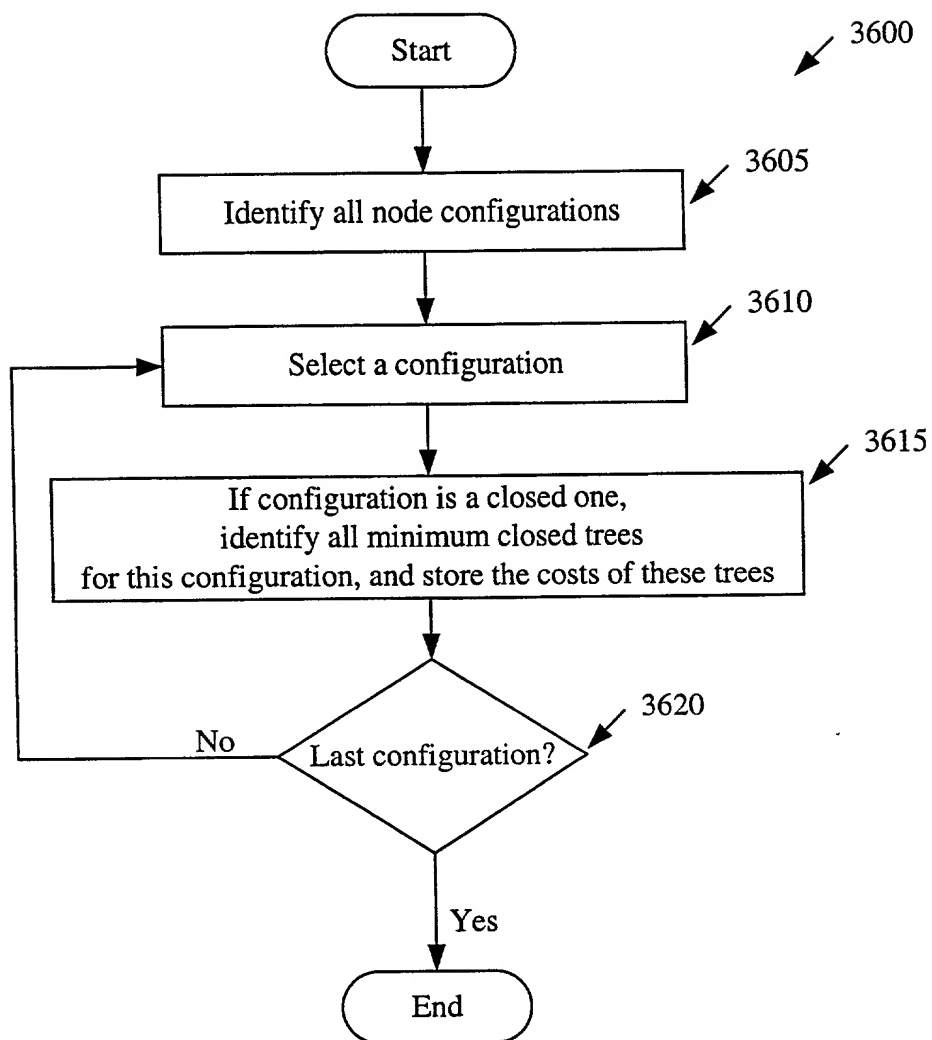 Start
3600
3605
Identify all node configurations
3610
Select a configuration
3615
If configuration is a closed one,
identify all minimum closed trees
for this configuration, and store the costs of these trees
3620
No
Last configuration?
Yes
End